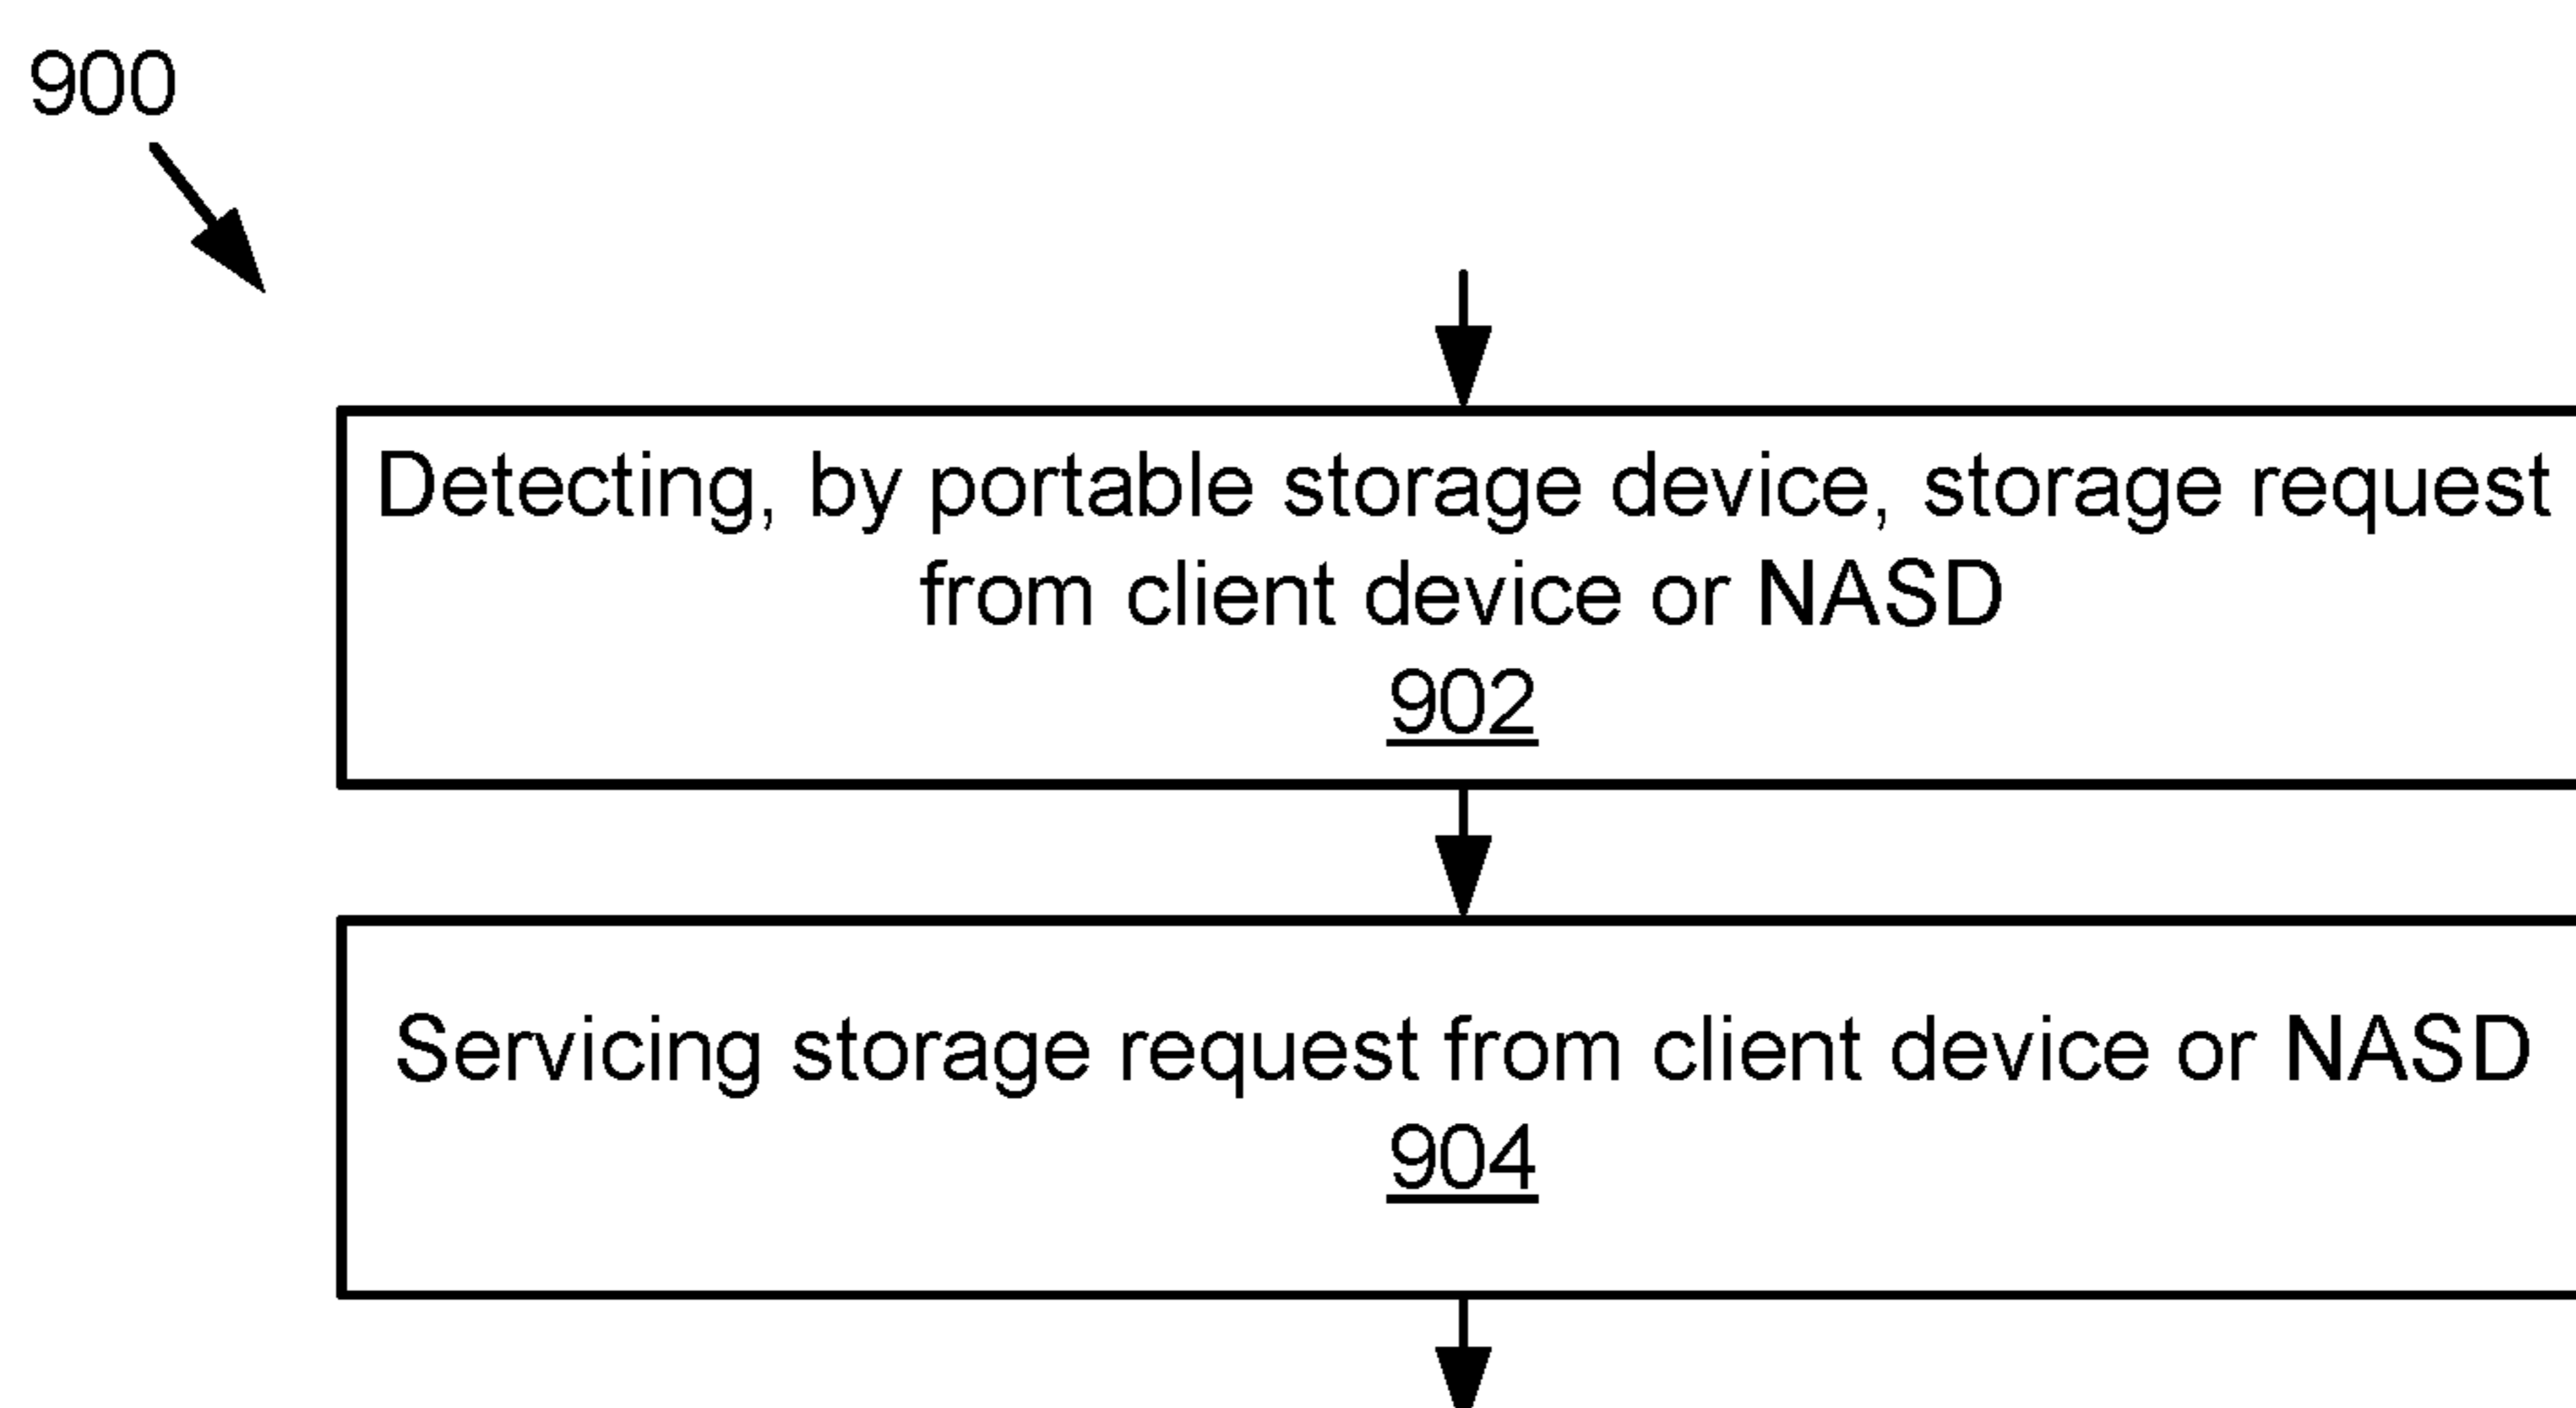 900
Detecting, by portable storage device, storage request
from client device or NASD
902
Servicing storage request from client device or NASD
904